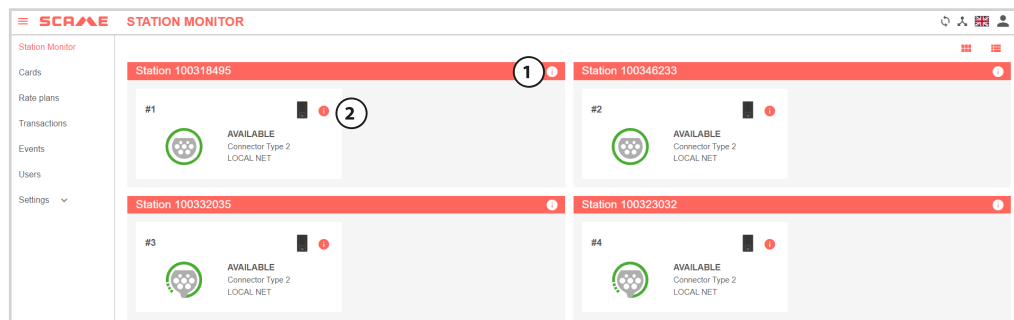 SCAME STATION MONITOR
Station Monitor
Cards
Rate plans
Transactions
Events
Users
Settings
Station 100318495
1
#1
2
AVAILABLE
Connector Type 2
LOCAL NET
Station 100346233
#2
AVAILABLE
Connector Type 2
LOCAL NET
Station 100332035
#3
AVAILABLE
Connector Type 2
LOCAL NET
Station 100323032
#4
AVAILABLE
Connector Type 2
LOCAL NET